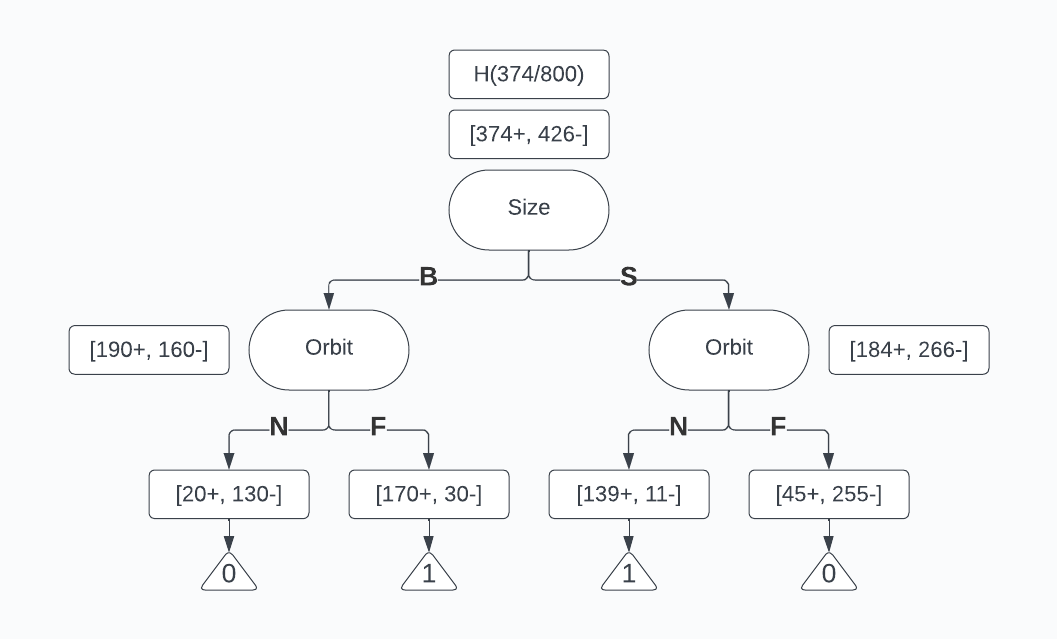 H(374/800)
[374+, 426-]
Size
B
S
[190+, 160-]
Orbit
Orbit
[184+, 266-]
N
F
N
F
[20+, 130-]
[170+, 30-]
[139+, 11-]
[45+, 255-]
0
1
1
0